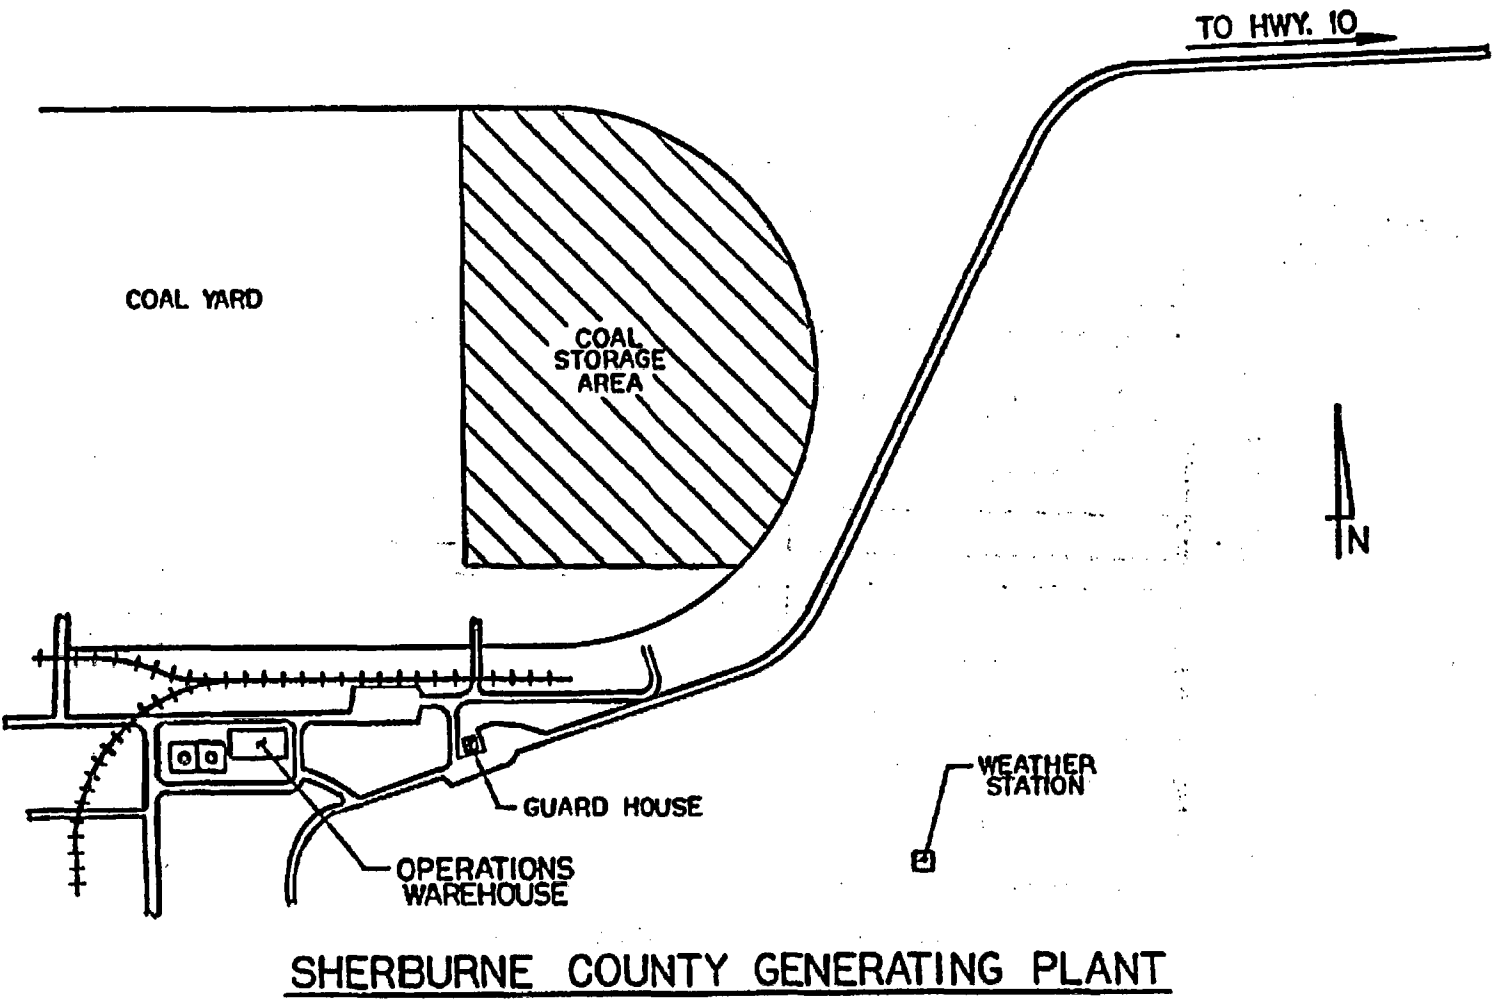 TO HWY. 10
COAL YARD
COAL
STORAGE
AREA
N
WEATHER
STATION
GUARD HOUSE
OPERATIONS
WAREHOUSE
SHERBURNE COUNTY GENERATING PLANT